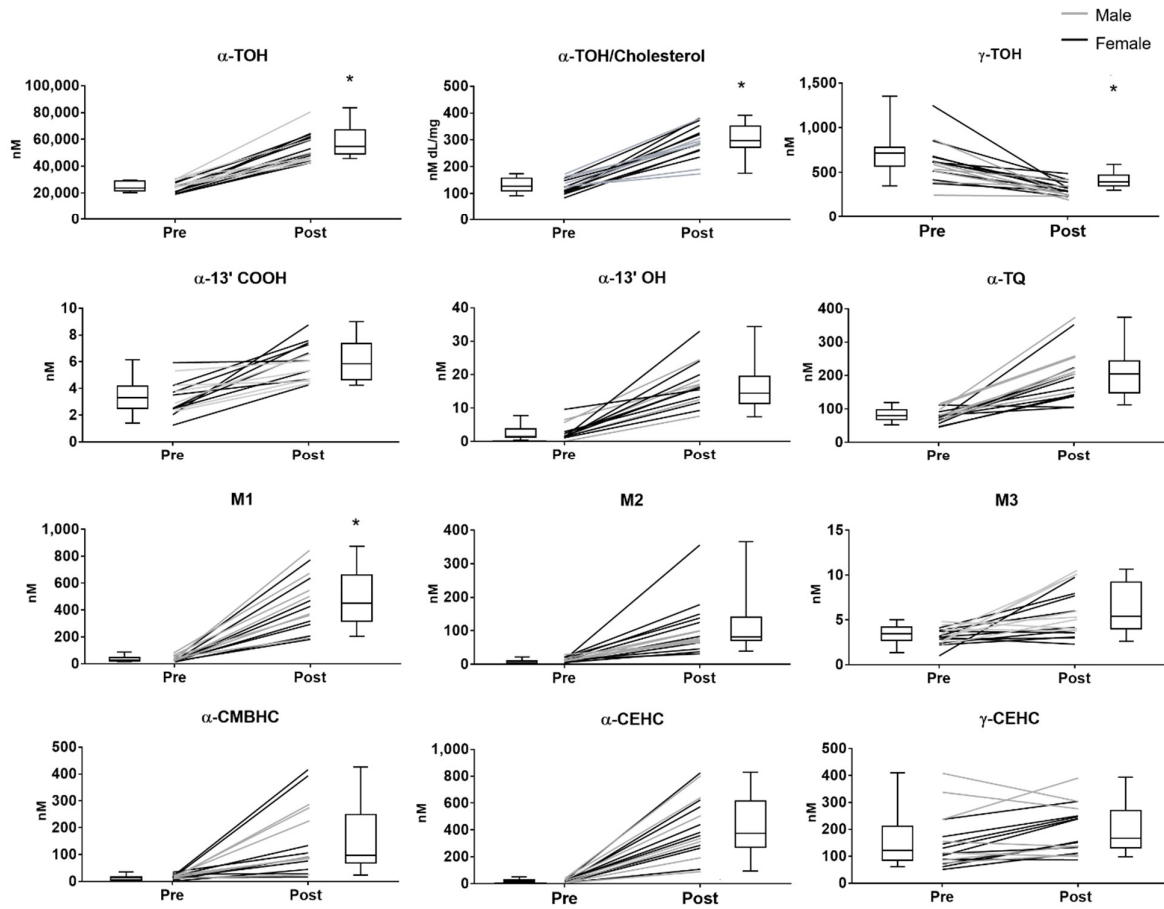 Male
Female
α-TOH
α-TOH/Cholesterol
γ-TOH
100,000
80,000
60,000
40,000
20,000
0
nM
Pre
Post
*
500
400
300
200
100
0
nM dL/mg
Pre
Post
*
1,500
1,000
500
0
nM
Pre
Post
*
α-13' COOH
α-13' OH
α-TQ
10
8
6
4
2
0
nM
Pre
Post
40
30
20
10
0
nM
Pre
Post
400
300
200
100
0
nM
Pre
Post
M1
M2
M3
1,000
800
600
400
200
0
nM
Pre
Post
*
400
300
200
100
0
nM
Pre
Post
15
10
5
0
nM
Pre
Post
α-CMBHC
α-CEHC
γ-CEHC
500
400
300
200
100
0
nM
Pre
Post
1,000
800
600
400
200
0
nM
Pre
Post
500
400
300
200
100
0
nM
Pre
Post